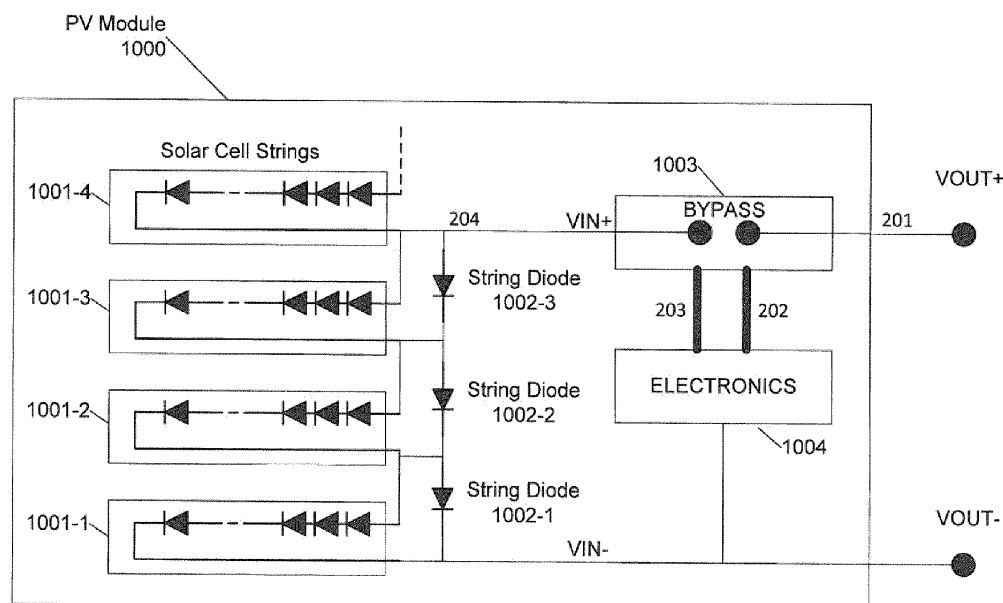 PV Module
1000
Solar Cell Strings
1001-4
1003
BYPASS
VOUT+
204
VIN+
201
1001-3
String Diode
1002-3
203
202
1001-2
String Diode
1002-2
ELECTRONICS
1004
1001-1
String Diode
1002-1
VIN-
VOUT-